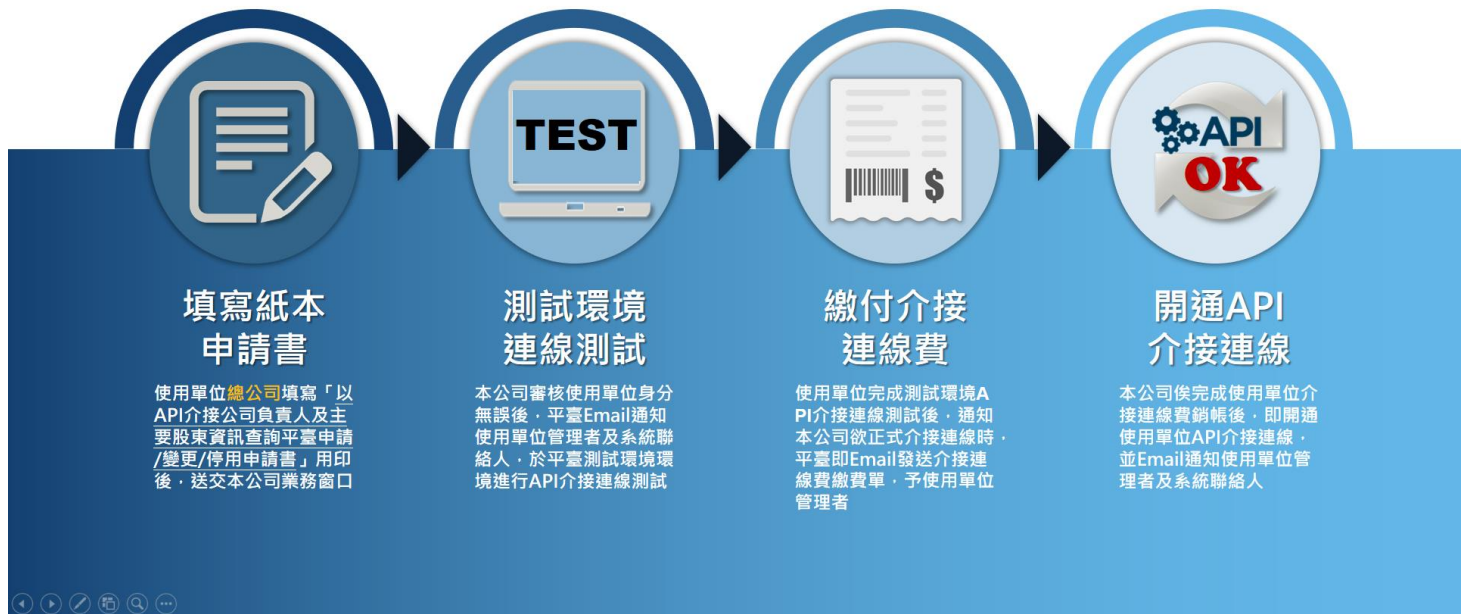 TEST
$
API
OK
填寫紙本
申請書
使用單位總公司填寫「以
API介接公司負責人及主
要股東資訊查詢平臺申請
/變更/停用申請書」用印
後，送交本公司業務窗口
測試環境
連線測試
本公司審核使用單位身分
無誤後，平臺Email通知
使用單位管理者及系統聯
絡人，於平臺測試環境環
境進行API介接連線測試
繳付介接
連線費
使用單位完成測試環境A
PI介接連線測試後，通知
本公司欲正式介接連線時，
平臺即Email發送介接連
線費繳費單，予使用單位
管理者
開通API
介接連線
本公司俟完成使用單位介
接連線費銷帳後，即開通
使用單位API介接連線，
並Email通知使用單位管
理者及系統聯絡人